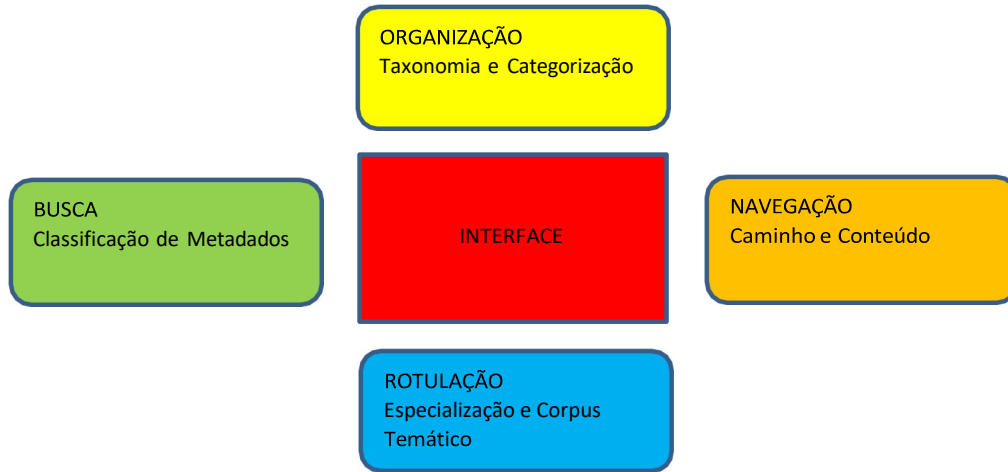 ORGANIZAÇÃO
Taxonomia e Categorização
BUSCA
Classificação de Metadados
INTERFACE
NAVEGAÇÃO
Caminho e Conteúdo
ROTULAÇÃO
Especialização e Corpus
Temático